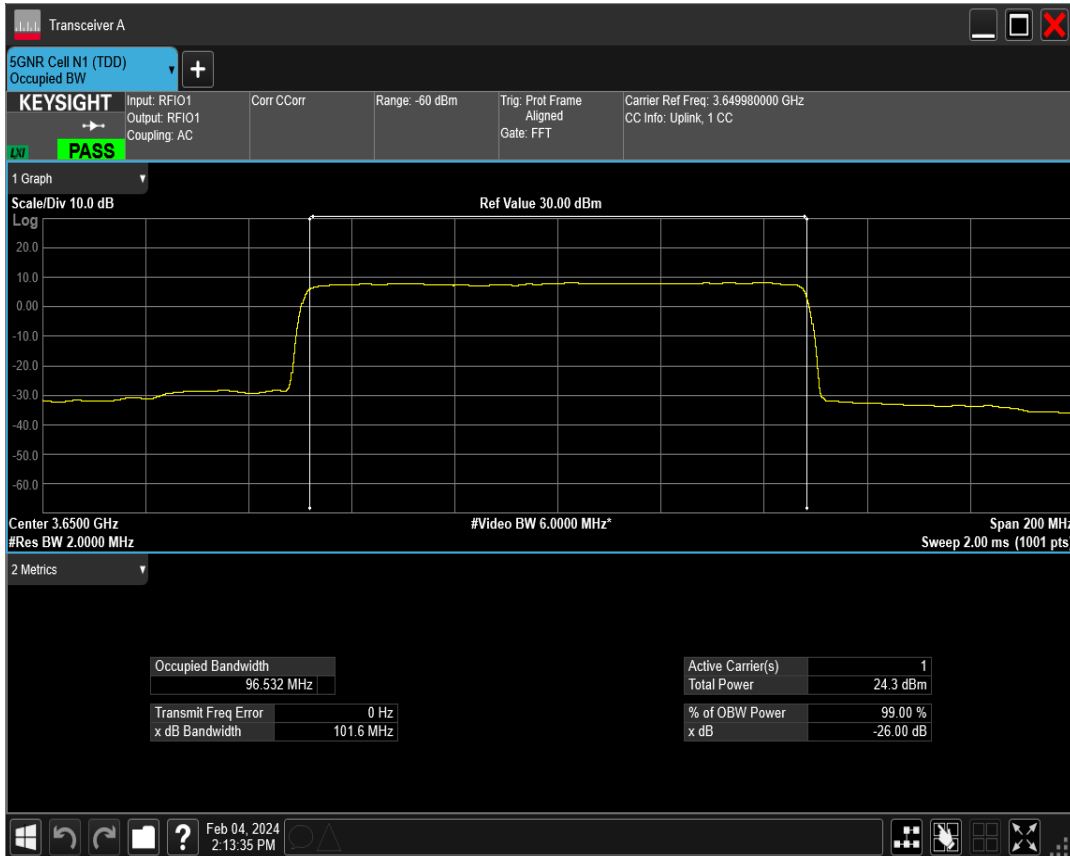 Transceiver A
5GNR Cell N1 (TDD)
Occupied BW
+
KEYSIGHT
LXI
PASS
Input: RFIO1
Output: RFIO1
Coupling: AC
Corr CCorr
Range: -60 dBm
Trig: Prot Frame
Aligned
Gate: FFT
Carrier Ref Freq: 3.649980000 GHz
CC Info: Uplink, 1 CC
1 Graph
Scale/Div 10.0 dB
Ref Value 30.00 dBm
Log
20.0
10.0
0.00
-10.0
-20.0
-30.0
-40.0
-50.0
-60.0
Center 3.6500 GHz
#Video BW 6.0000 MHz*
Span 200 MHz
#Res BW 2.0000 MHz
Sweep 2.00 ms (1001 pts)
2 Metrics
Occupied Bandwidth
96.532 MHz
Transmit Freq Error 0 Hz
x dB Bandwidth 101.6 MHz
Active Carrier(s) 1
Total Power 24.3 dBm
% of OBW Power 99.00 %
x dB -26.00 dB
?
Feb 04, 2024
2:13:35 PM